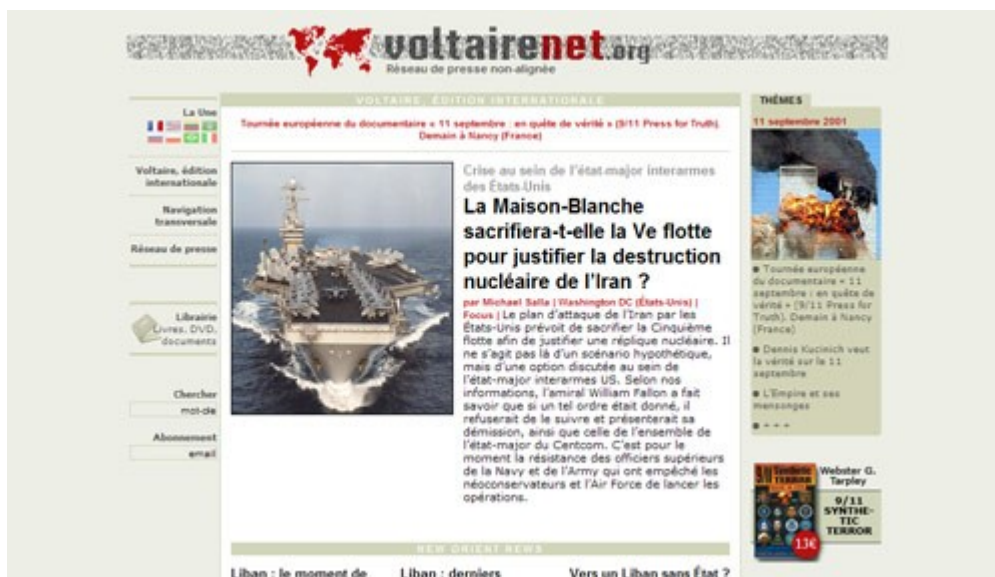 voltairenet.org
Réseau de presse non-alignée
La Une
Voltaire, édition
internationale
Navigation
transversale
Réseau de presse
Librairie
Livres, DVD,
documents
Chercher
mot-clé
Abonnement
email
VOLTAIRE, ÉDITION INTERNATIONALE
Tournée européenne du documentaire « 11 septembre : en quête de vérité » (9/11 Press for Truth).
Demain à Nancy (France)
Crise au sein de l'état-major interarmes
des États-Unis
La Maison-Blanche
sacrifiera-t-elle la Ve flotte
pour justifier la destruction
nucléaire de l'Iran ?
par Michael Salla | Washington DC (États-Unis) |
Focus | Le plan d'attaque de l'Iran par les
États-Unis prévoit de sacrifier la Cinquième
flotte afin de justifier une réplique nucléaire. Il
ne s'agit pas là d'un scénario hypothétique,
mais d'une option discutée au sein de
l'état-major interarmes US. Selon nos
informations, l'amiral William Fallon a fait
savoir que si un tel ordre était donné, il
refuserait de le suivre et présenterait sa
démission, ainsi que celle de l'ensemble de
l'état-major du Centcom. C'est pour le
moment la résistance des officiers supérieurs
de la Navy et de l'Army qui ont empêché les
néoconservateurs et l'Air Force de lancer les
opérations.
NEW ORIENT NEWS
Liban : le moment de
Liban : derniers
Vers un Liban sans État ?
THÈMES
11 septembre 2001
● Tournée européenne
du documentaire « 11
septembre : en quête de
vérité » (9/11 Press for
Truth). Demain à Nancy
(France)
● Dennis Kucinich veut
la vérité sur le 11
septembre
● L'Empire et ses
mensonges
● + + +
9/11 Synthetic
TERROR
13€
Webster G.
Tarpley
9/11
SYNTHE-
TIC
TERROR